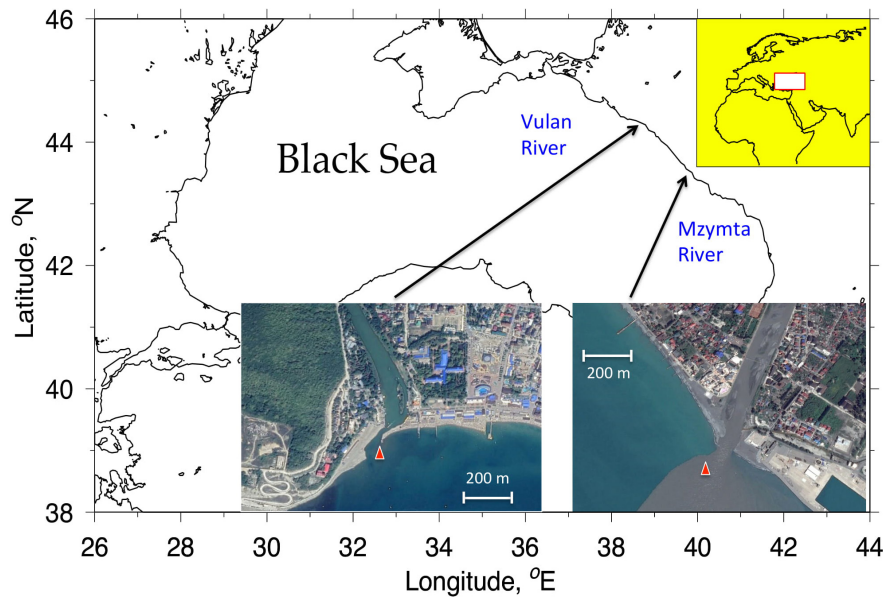 46
44
42
40
38
Latitude, °N
Black Sea
Vulan
River
Mzymta
River
200 m
200 m
26
28
30
32
34
36
38
40
42
44
Longitude, °E